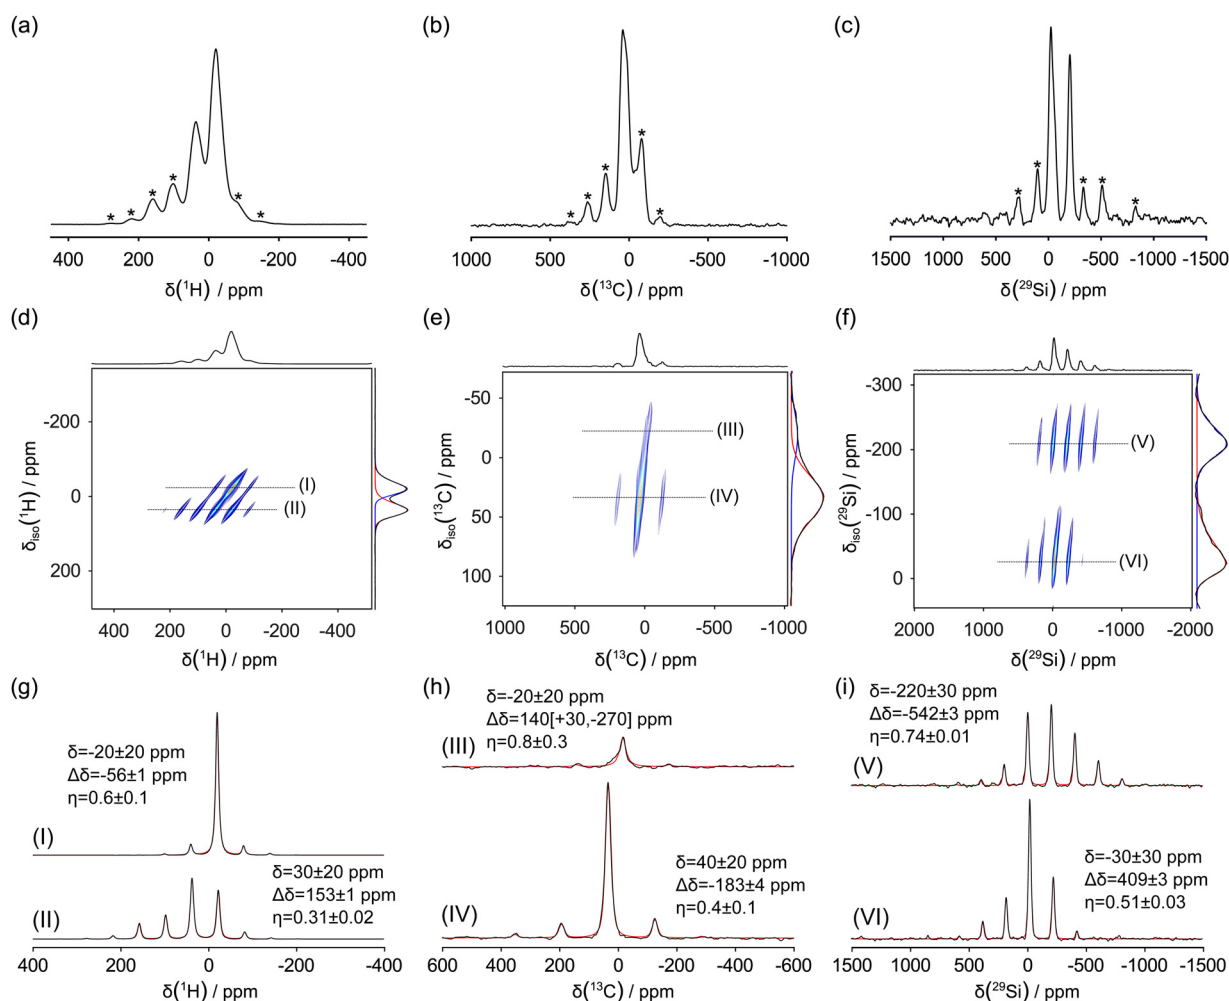 (a)
(b)
(c)
* * * * * *
* * * * *
* * * * *
400 200 0 -200 -400
1000 500 0 -500 -1000
1500 1000 500 0 -500 -1000 -1500
δ(¹H) / ppm
δ(¹³C) / ppm
δ(²⁹Si) / ppm
(d)
(e)
(f)
-200
0
200
δiso(¹H) / ppm
(I)
(II)
400 200 0 -200 -400
δ(¹H) / ppm
-50
0
50
100
δiso(¹³C) / ppm
(III)
(IV)
1000 500 0 -500 -1000
δ(¹³C) / ppm
-300
-200
-100
0
δiso(²⁹Si) / ppm
(V)
(VI)
2000 1000 0 -1000 -2000
δ(²⁹Si) / ppm
(g)
δ=-20±20 ppm
Δδ=-56±1 ppm
η=0.6±0.1
(I)
δ=30±20 ppm
Δδ=153±1 ppm
η=0.31±0.02
(II)
400 200 0 -200 -400
δ(¹H) / ppm
(h)
δ=-20±20 ppm
Δδ=140[+30,-270] ppm
η=0.8±0.3
(III)
δ=40±20 ppm
Δδ=-183±4 ppm
η=0.4±0.1
(IV)
600 400 200 0 -200 -400 -600
δ(¹³C) / ppm
(i)
δ=-220±30 ppm
Δδ=-542±3 ppm
η=0.74±0.01
(V)
δ=-30±30 ppm
Δδ=409±3 ppm
η=0.51±0.03
(VI)
1500 1000 500 0 -500 -1000 -1500
δ(²⁹Si) / ppm